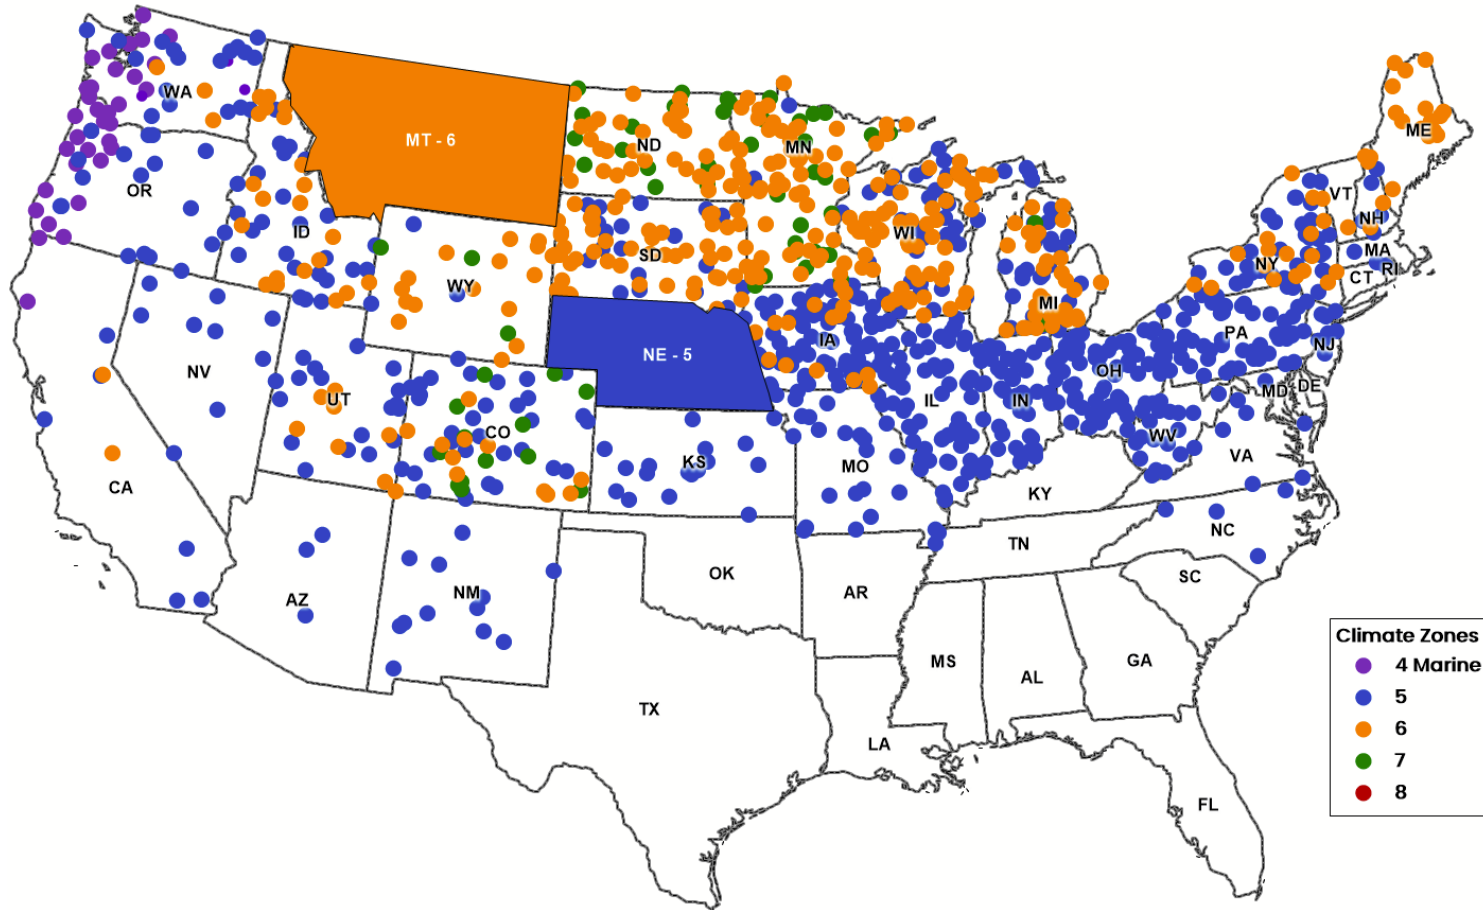 WA
MT - 6
ND
MN
ME
OR
VT
ID
NH
WI
MA
SD
NY
RI
WY
CT
MI
PA
IA
NE - 5
NJ
NV
OH
UT
DE
MD
IL
IN
CO
WV
VA
KS
MO
CA
KY
NC
TN
OK
SC
AR
NM
AZ
MS
GA
AL
TX
LA
FL
Climate Zones
4 Marine
5
6
7
8